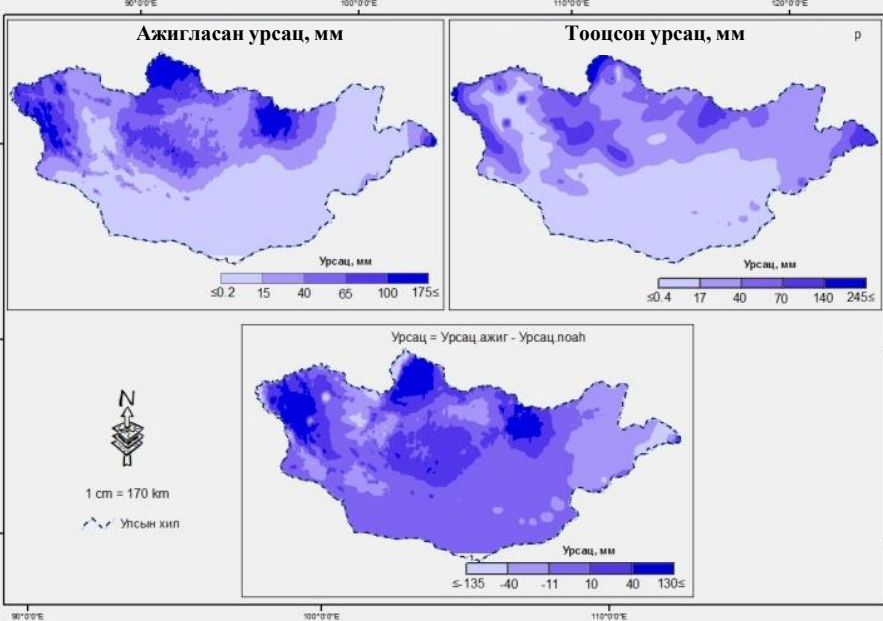 90°0'0"E 100°0'0"E 110°0'0"E 120°0'0"E
Ажигласан урсац, мм
Тооцсон урсац, мм
р
Урсац, мм
≤0.2 15 40 65 100 175≤
Урсац, мм
≤0.4 17 40 70 140 245≤
Урсац = Урсац.ажиг - Урсац.noah
N
1 cm = 170 km
Улсын хил
Урсац, мм
≤-135 -40 -11 10 40 130≤
90°0'0"E 100°0'0"E 110°0'0"E